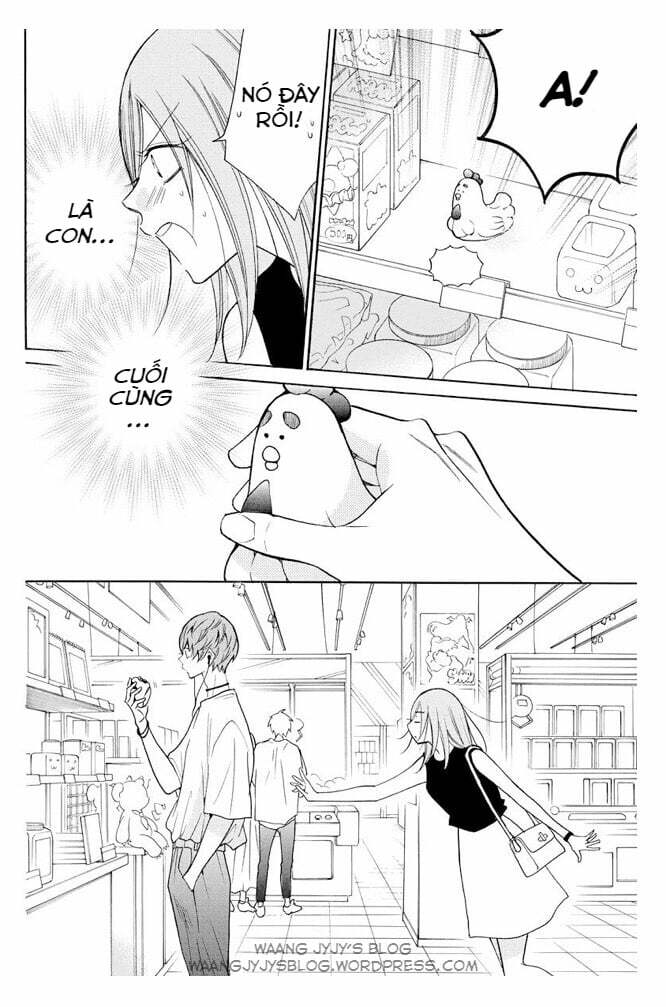 A!
NÓ ĐÂY
RỒI!
LÀ
CON...
CUỐI
CÙNG
...
WAANG JYJY'S BLOG
WAANGJYJYSBLOG.WORDPRESS.COM